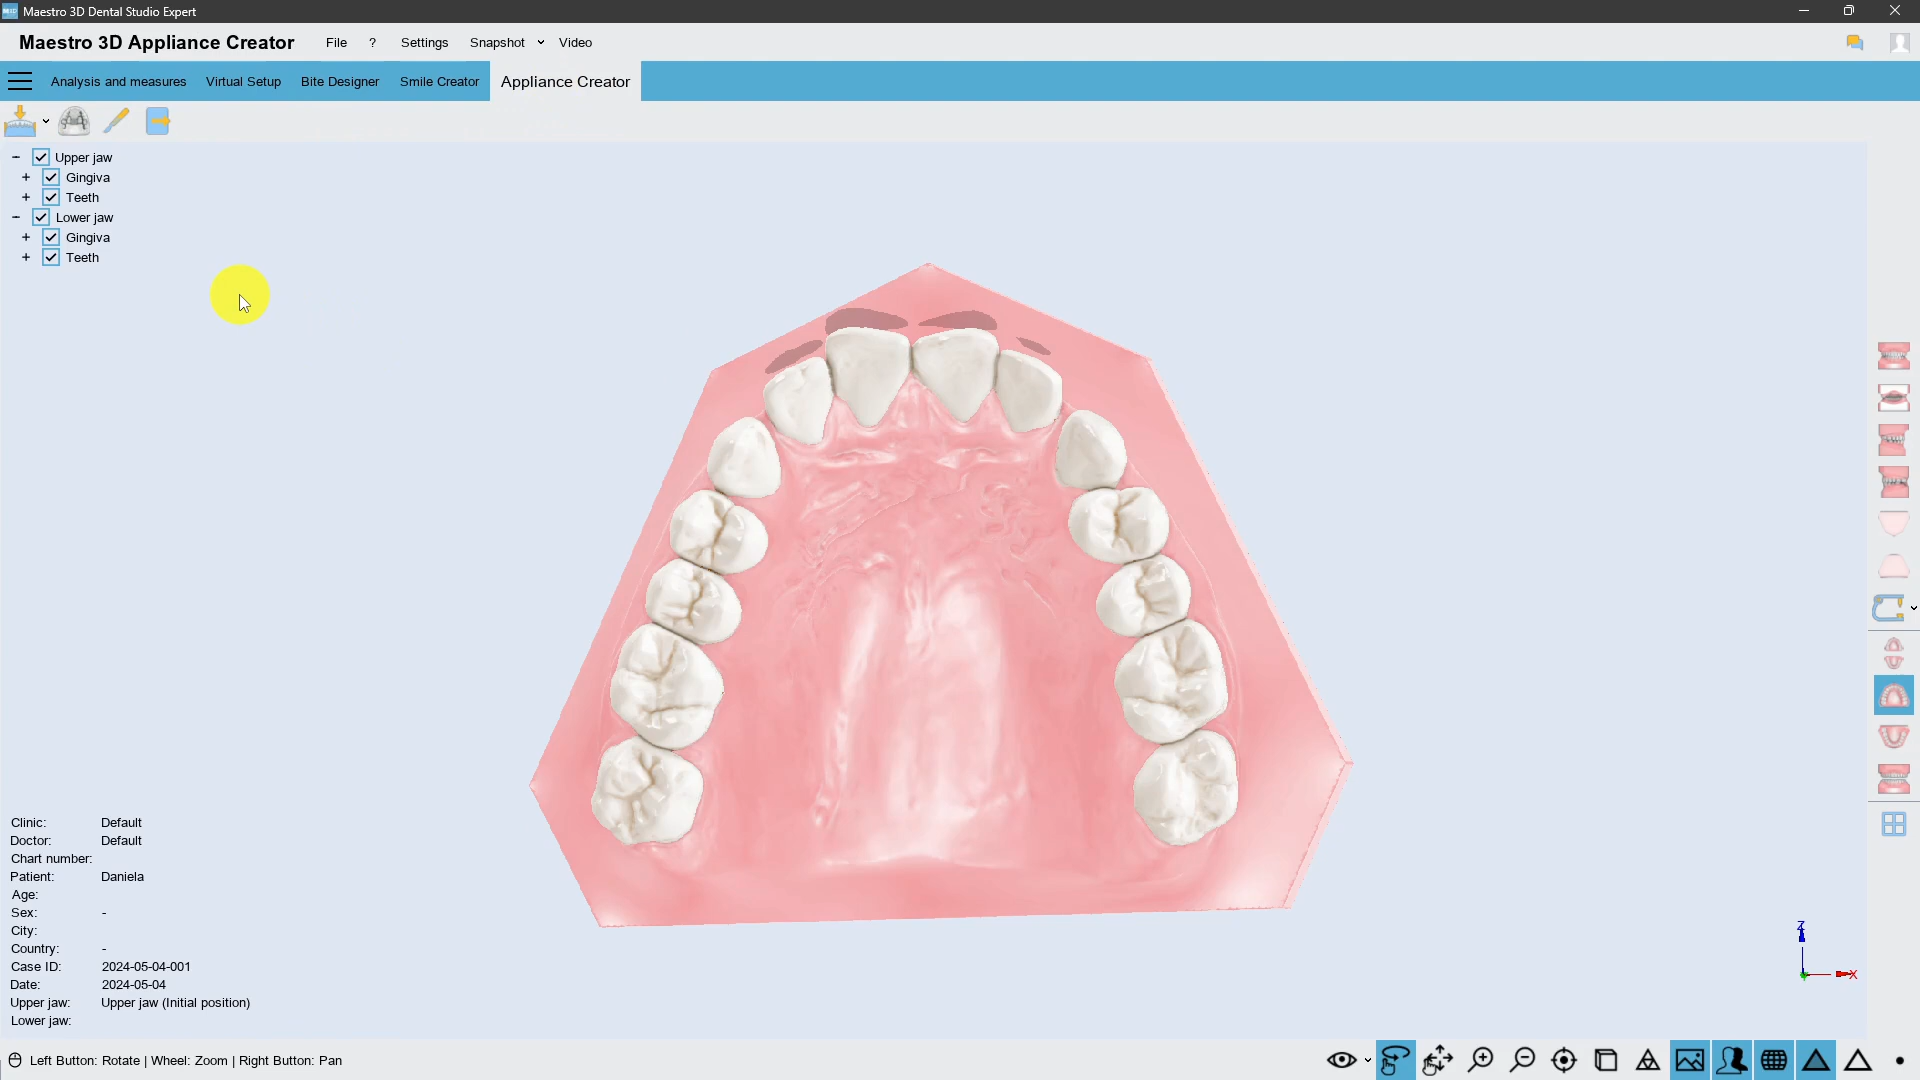 Maestro 3D Dental Studio Expert
Maestro 3D Appliance Creator
File ? Settings Snapshot Video
Analysis and measures Virtual Setup Bite Designer Smile Creator Appliance Creator
Upper jaw
Gingiva
Teeth
Lower jaw
Gingiva
Teeth
Clinic: Default
Doctor: Default
Chart number:
Patient: Daniela
Age:
Sex: -
City:
Country: -
Case ID: 2024-05-04-001
Date: 2024-05-04
Upper jaw: Upper jaw (Initial position)
Lower jaw:
Z
X
Left Button: Rotate | Wheel: Zoom | Right Button: Pan